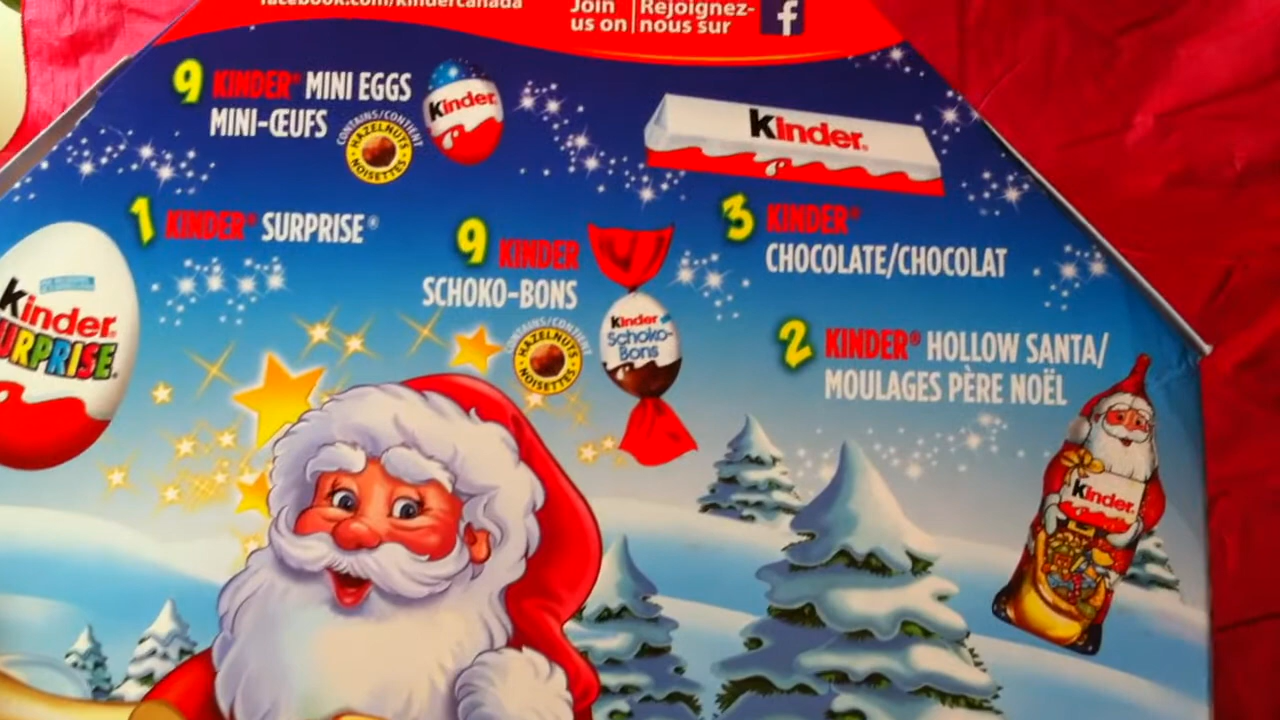 facebook.com/kindercanada
Join us on
Rejoignez-nous sur
f
9 KINDER® MINI EGGS
MINI-ŒUFS
CONTAINS/CONTIENT
HAZELNUTS
NOISETTES
Kinder
Kinder®
1 KINDER® SURPRISE®
9 KINDER
SCHOKO-BONS
CONTAINS/CONTIENT
HAZELNUTS
NOISETTES
Kinder
Schoko-
Bons
3 KINDER®
CHOCOLATE/CHOCOLAT
Kinder
SURPRISE®
2 KINDER® HOLLOW SANTA/
MOULAGES PÈRE NOËL
Kinder